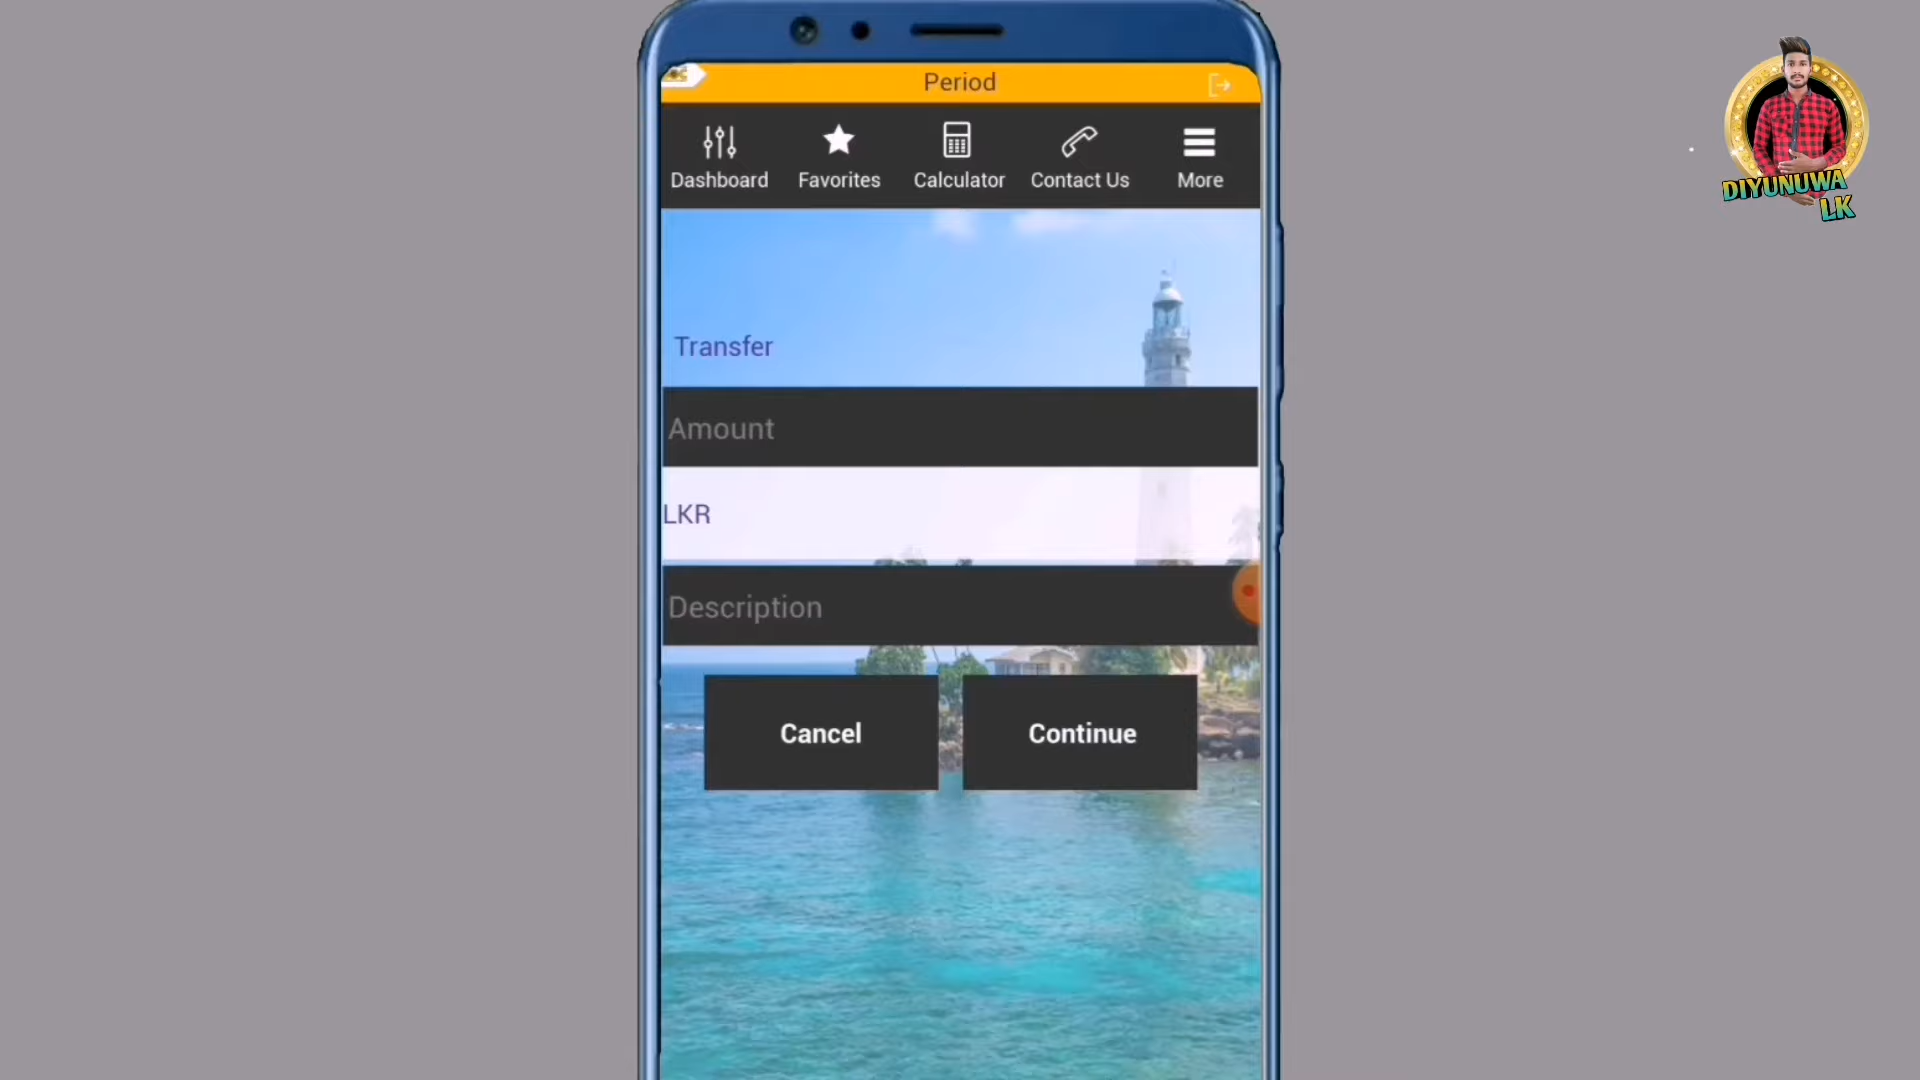 Period
Dashboard
Favorites
Calculator
Contact Us
More
Transfer
Amount
LKR
Description
Cancel
Continue
DIYUNUWA
LK